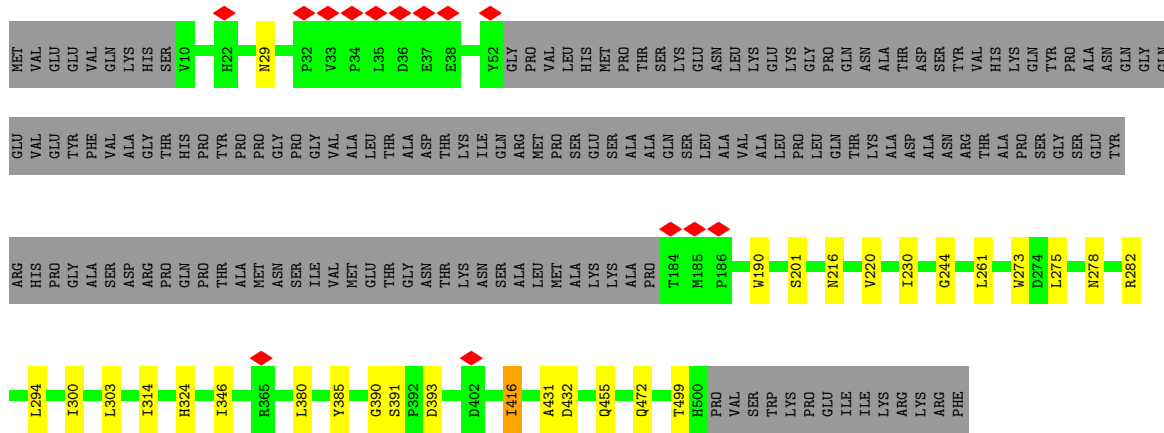 MET VAL GLU GLU VAL GLN LYS HIS SER V10 H22 N29 P32 V33 P34 L35 D36 E37 E38 Y52 GLY PRO VAL LEU HIS MET PRO THR SER LYS GLU ASN LEU LYS GLU LYS GLY PRO GLN ASN ALA THR ASP SER TYR VAL HIS LYS GLN TYR PRO ALA ASN GLN GLY GLN
GLU VAL GLU TYR PHE VAL ALA GLY THR HIS PRO TYR PRO PRO GLY PRO GLY VAL ALA LEU THR ALA ASP THR LYS ILE GLN ARG MET PRO SER GLU SER ALA ALA GLN SER LEU ALA VAL ALA LEU PRO LEU GLN THR LYS ALA ASP ALA ASN ARG THR ALA PRO SER GLY SER GLU TYR
ARG HIS PRO GLY ALA SER ASP ARG PRO GLN PRO THR ALA MET ASN SER ILE VAL MET GLU THR GLY ASN THR LYS ASN SER ALA LEU MET ALA LYS LYS ALA PRO T184 M185 P186 W190 S201 N216 V220 I230 G244 L261 W273 D274 L275 N278 R282
L294 I300 L303 I314 H324 I346 R365 L380 Y385 G390 S391 P392 D393 D402 I416 A431 D432 Q455 Q472 T499 H500 PRO VAL SER TRP LYS PRO GLU ILE ILE LYS ARG LYS ARG PHE